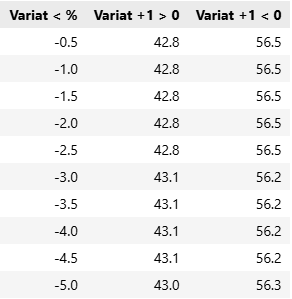 Variat < % Variat +1 > 0 Variat +1 < 0
-0.5 42.8 56.5
-1.0 42.8 56.5
-1.5 42.8 56.5
-2.0 42.8 56.5
-2.5 42.8 56.5
-3.0 43.1 56.2
-3.5 43.1 56.2
-4.0 43.1 56.2
-4.5 43.1 56.2
-5.0 43.0 56.3